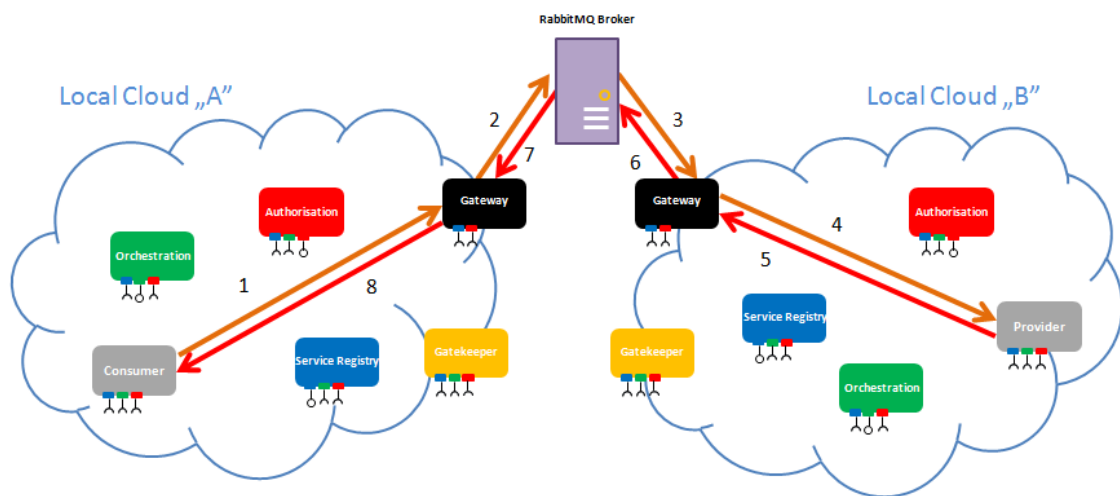 RabbitMQ Broker
Local Cloud „A”
Local Cloud „B”
2
3
7
6
Gateway
Gateway
Authorisation
Authorisation
Orchestration
4
5
1
8
Service Registry
Provider
Consumer
Service Registry
Gatekeeper
Gatekeeper
Orchestration